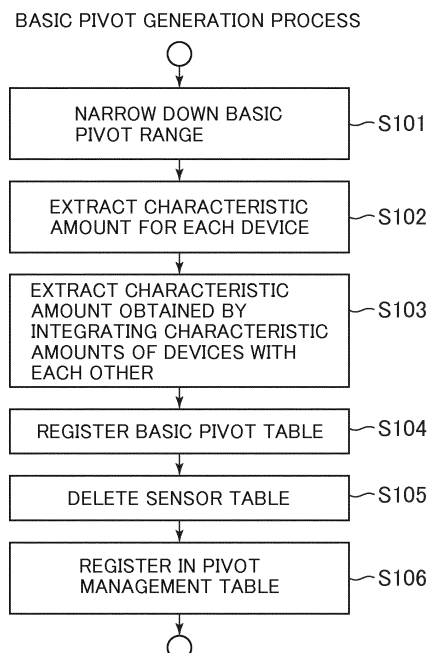 BASIC PIVOT GENERATION PROCESS
NARROW DOWN BASIC
PIVOT RANGE
S101
EXTRACT CHARACTERISTIC
AMOUNT FOR EACH DEVICE
S102
EXTRACT CHARACTERISTIC
AMOUNT OBTAINED BY
INTEGRATING CHARACTERISTIC
AMOUNTS OF DEVICES WITH
EACH OTHER
S103
REGISTER BASIC PIVOT TABLE
S104
DELETE SENSOR TABLE
S105
REGISTER IN PIVOT
MANAGEMENT TABLE
S106